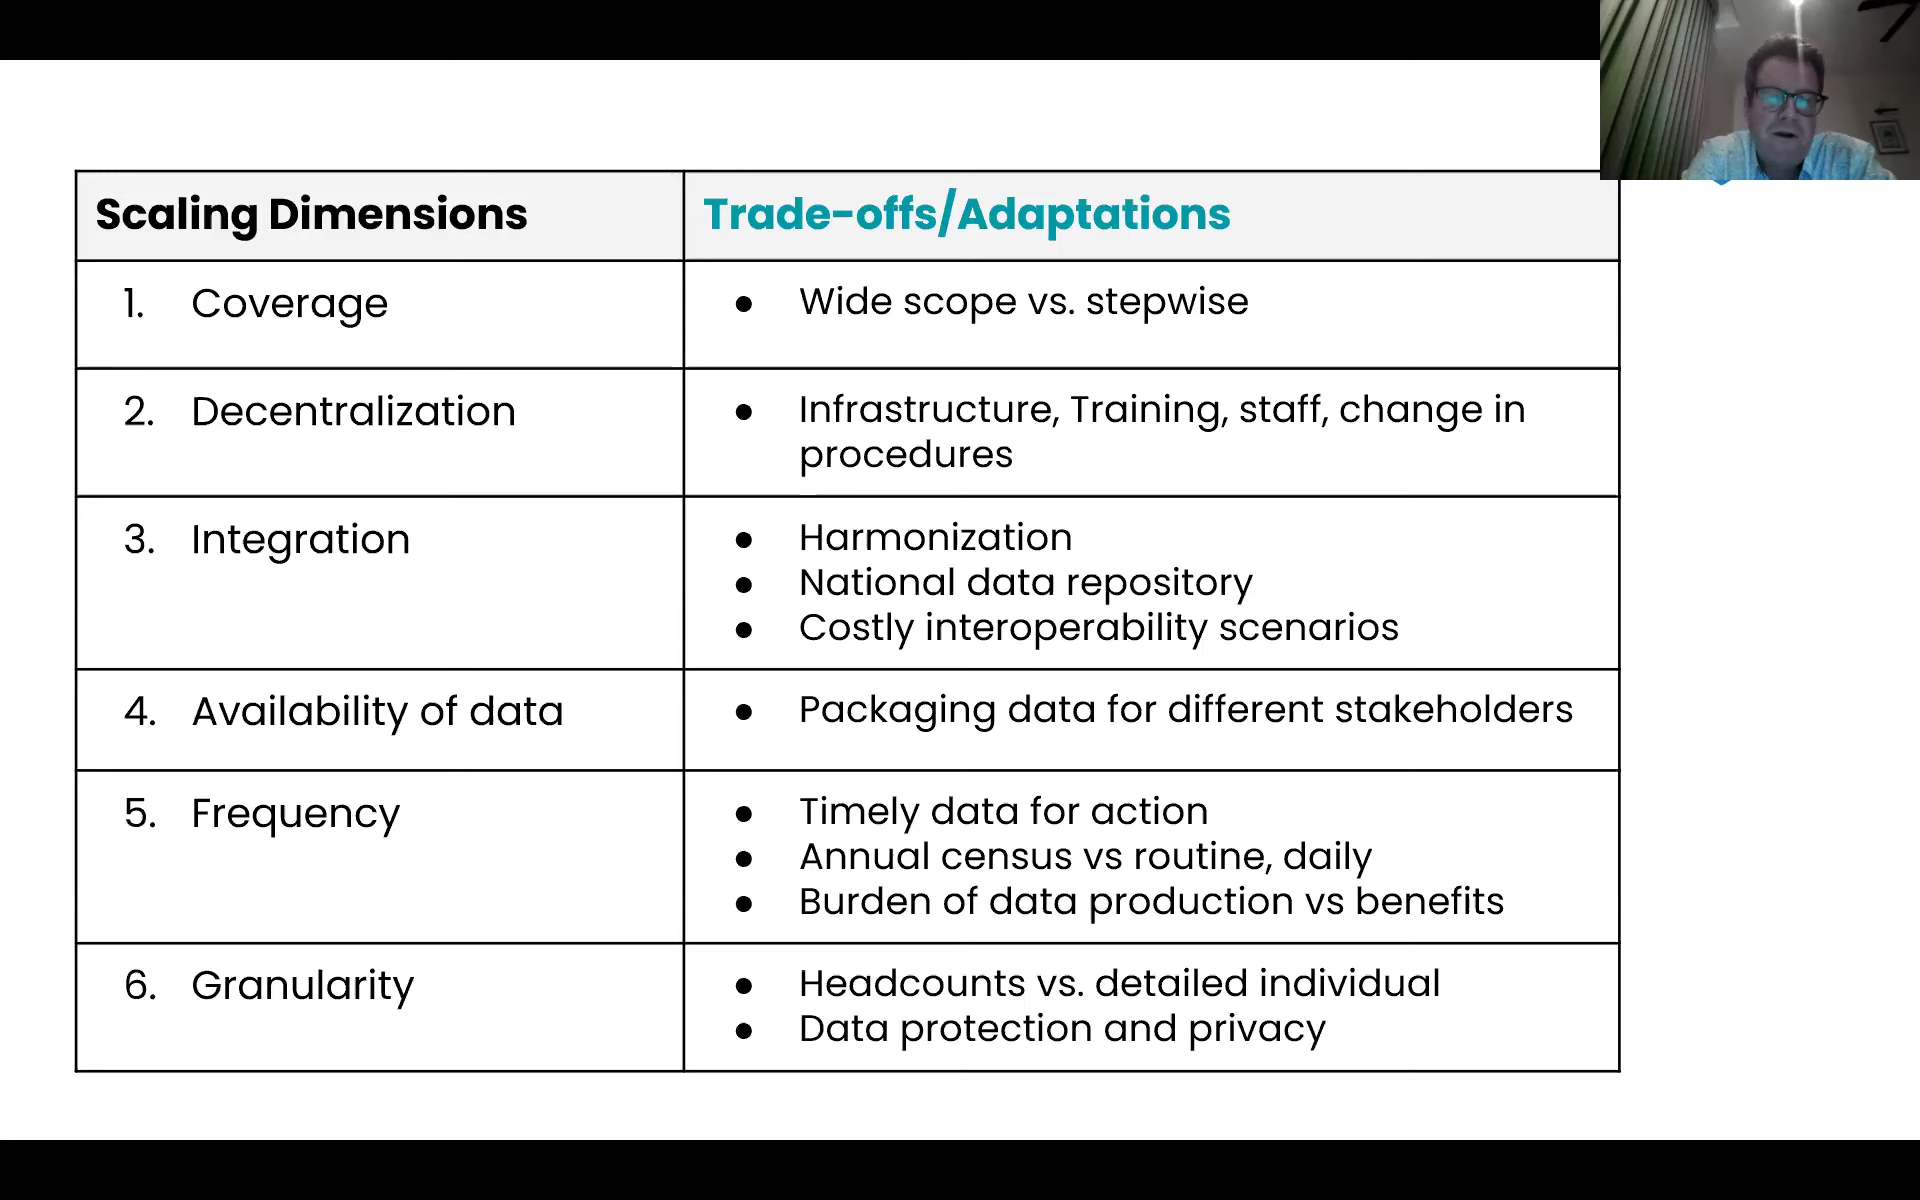 Scaling Dimensions
Trade-offs/Adaptations
1. Coverage
● Wide scope vs. stepwise
2. Decentralization
● Infrastructure, Training, staff, change in
procedures
3. Integration
● Harmonization
● National data repository
● Costly interoperability scenarios
4. Availability of data
● Packaging data for different stakeholders
5. Frequency
● Timely data for action
● Annual census vs routine, daily
● Burden of data production vs benefits
6. Granularity
● Headcounts vs. detailed individual
● Data protection and privacy